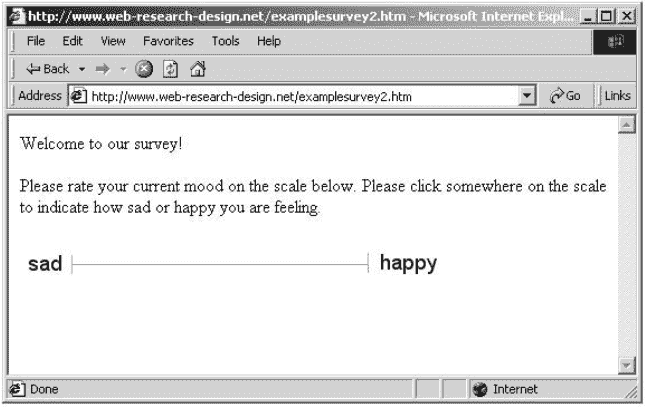 http://www.web-research-design.net/examplesurvey2.htm - Microsoft Internet Expl...
File Edit View Favorites Tools Help
Back
Address http://www.web-research-design.net/examplesurvey2.htm Go Links
Welcome to our survey!
Please rate your current mood on the scale below. Please click somewhere on the scale
to indicate how sad or happy you are feeling.
sad happy
Done Internet